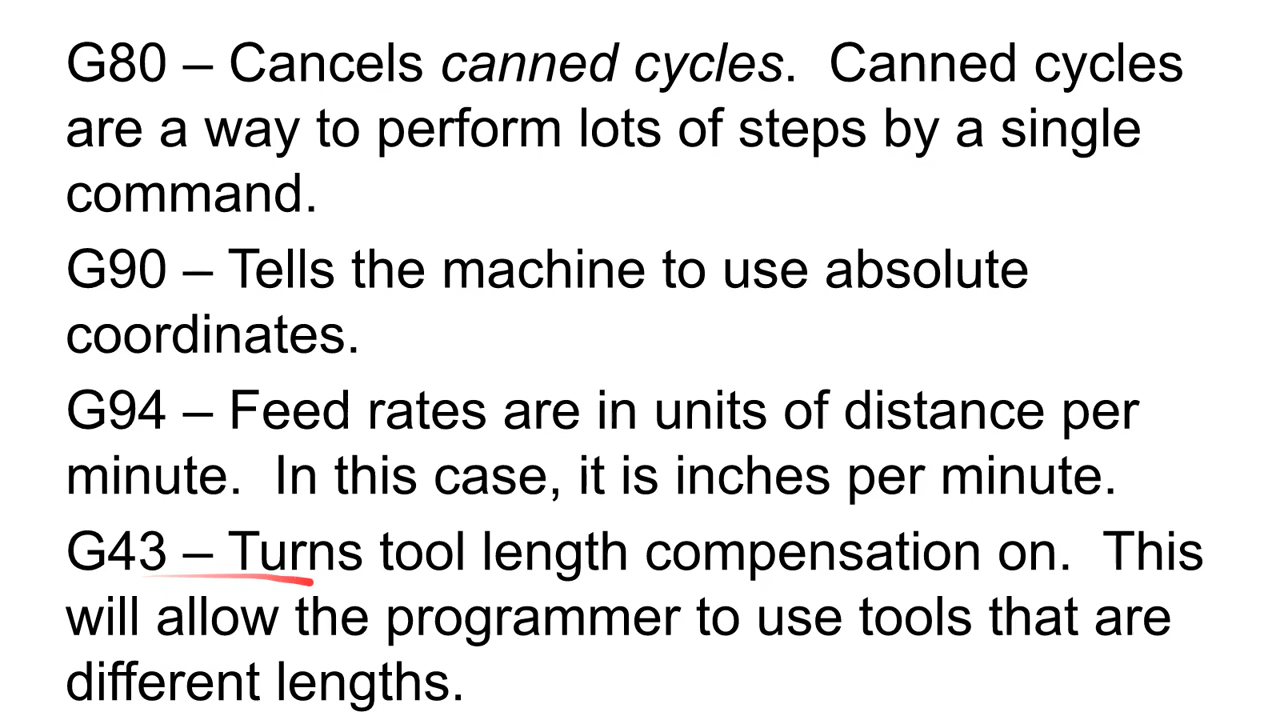 G80 – Cancels canned cycles.  Canned cycles
are a way to perform lots of steps by a single
command.
G90 – Tells the machine to use absolute
coordinates.
G94 – Feed rates are in units of distance per
minute.  In this case, it is inches per minute.
G43 – Turns tool length compensation on.  This
will allow the programmer to use tools that are
different lengths.